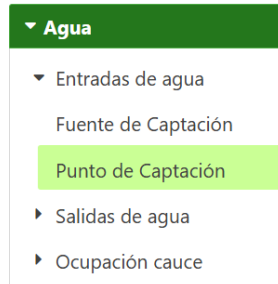 Agua
Entradas de agua
Fuente de Captación
Punto de Captación
Salidas de agua
Ocupación cauce